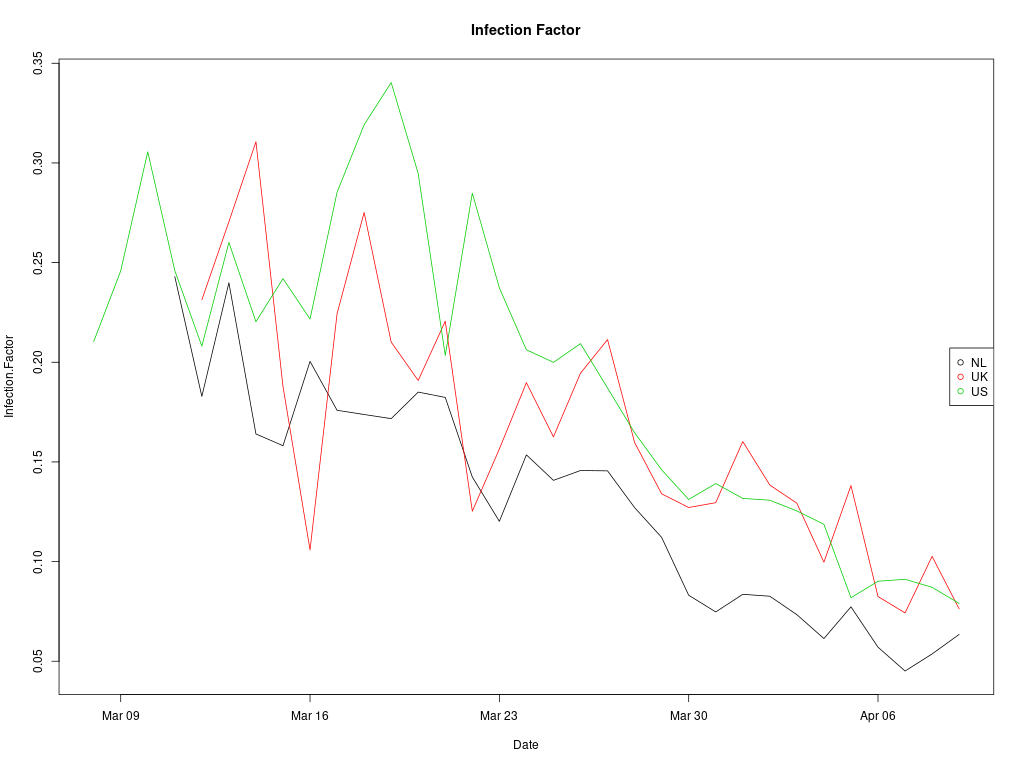 Infection Factor
0.35
0.30
0.25
0.20
0.15
0.10
0.05
Infection.Factor
NL
UK
US
Mar 09
Mar 16
Mar 23
Mar 30
Apr 06
Date